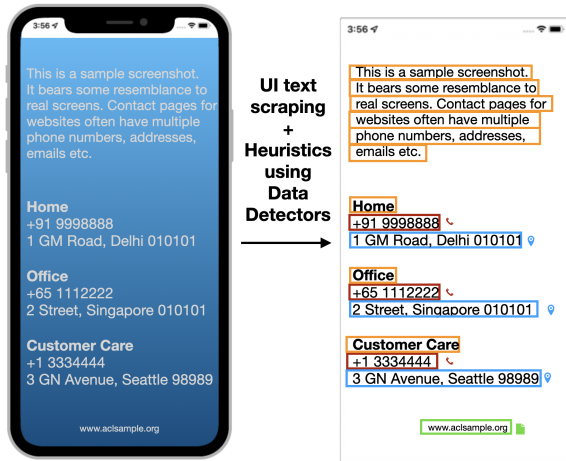 3:56
This is a sample screenshot.
It bears some resemblance to
real screens. Contact pages for
websites often have multiple
phone numbers, addresses,
emails etc.
Home
+91 9998888
1 GM Road, Delhi 010101
Office
+65 1112222
2 Street, Singapore 010101
Customer Care
+1 3334444
3 GN Avenue, Seattle 98989
www.aclsample.org
UI text
scraping
+
Heuristics
using
Data
Detectors
3:56
This is a sample screenshot.
It bears some resemblance to
real screens. Contact pages for
websites often have multiple
phone numbers, addresses,
emails etc.
Home
+91 9998888
1 GM Road, Delhi 010101
Office
+65 1112222
2 Street, Singapore 010101
Customer Care
+1 3334444
3 GN Avenue, Seattle 98989
www.aclsample.org